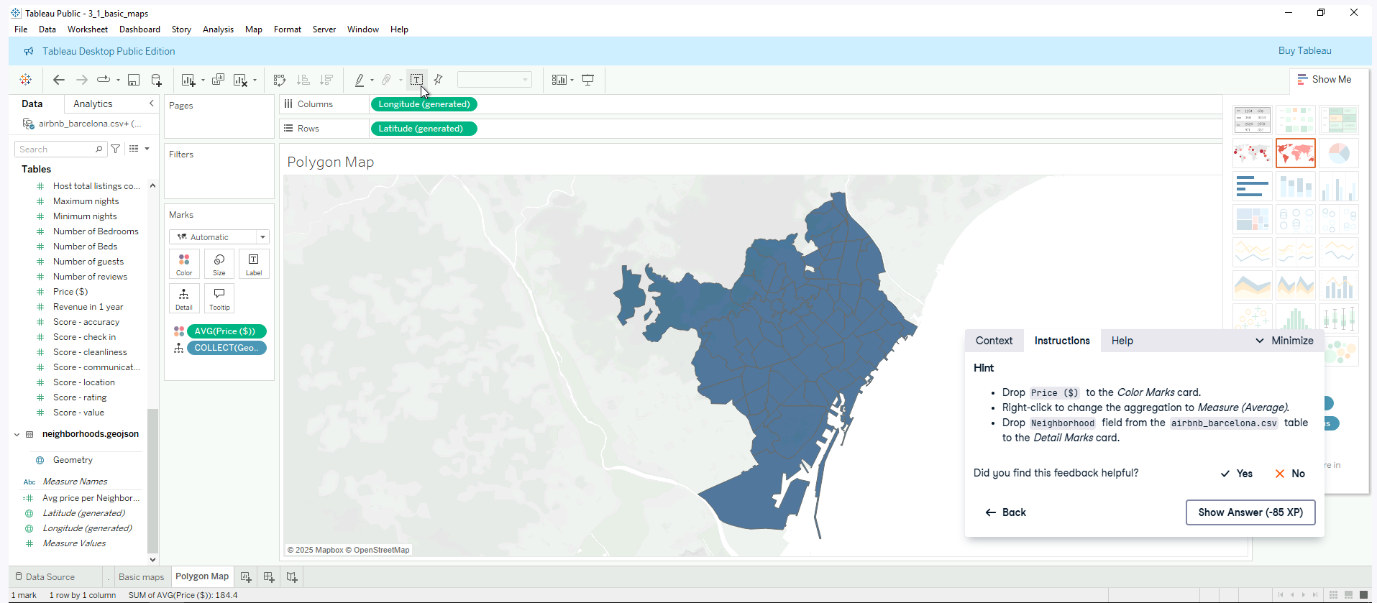 Tableau Public - 3_1_basic_maps
File Data Worksheet Dashboard Story Analysis Map Format Server Window Help
Tableau Desktop Public Edition
Buy Tableau
Show Me
Data Analytics
airbnb_barcelona.csv+ (...
Search
Tables
Host total listings co...
Maximum nights
Minimum nights
Number of Bedrooms
Number of Beds
Number of guests
Number of reviews
Price ($)
Revenue in 1 year
Score - accuracy
Score - check in
Score - cleanliness
Score - communicat...
Score - location
Score - rating
Score - value
neighborhoods.geojson
Geometry
Abc Measure Names
Avg price per Neighbor...
Latitude (generated)
Longitude (generated)
Measure Values
Pages
Filters
Marks
Automatic
Color Size Label
Detail Tooltip
AVG(Price ($))
COLLECT(Geo..
Columns Longitude (generated)
Rows Latitude (generated)
Polygon Map
© 2025 Mapbox © OpenStreetMap
Context Instructions Help Minimize
Hint
• Drop Price ($) to the Color Marks card.
• Right-click to change the aggregation to Measure (Average).
• Drop Neighborhood field from the airbnb_barcelona.csv table
to the Detail Marks card.
Did you find this feedback helpful? Yes No
Back Show Answer (-85 XP)
re in
Data Source Basic maps Polygon Map
1 mark 1 row by 1 column SUM of AVG(Price ($)): 184.4